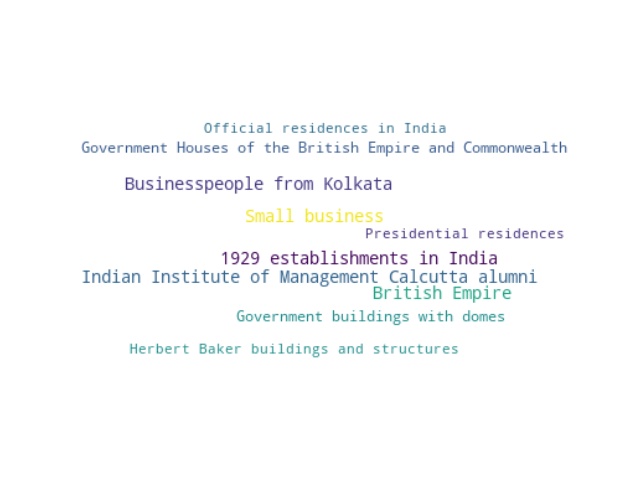 Official residences in India
Government Houses of the British Empire and Commonwealth
Businesspeople from Kolkata
Small business
Presidential residences
1929 establishments in India
Indian Institute of Management Calcutta alumni
British Empire
Government buildings with domes
Herbert Baker buildings and structures